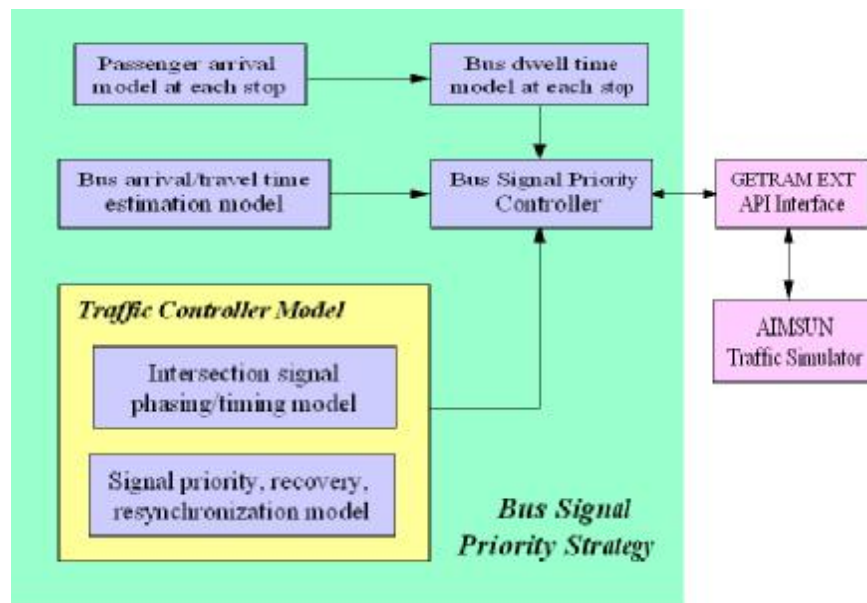 Passenger arrival
model at each stop
Bus dwell time
model at each stop
Bus arrival/travel time
estimation model
Bus Signal Priority
Controller
GETRAM EXT
API Interface
AIMSUN
Traffic Simulator
Traffic Controller Model
Intersection signal
phasing/timing model
Signal priority, recovery,
resynchronization model
Bus Signal
Priority Strategy